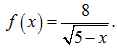 f(x) = 8/√(5−x).